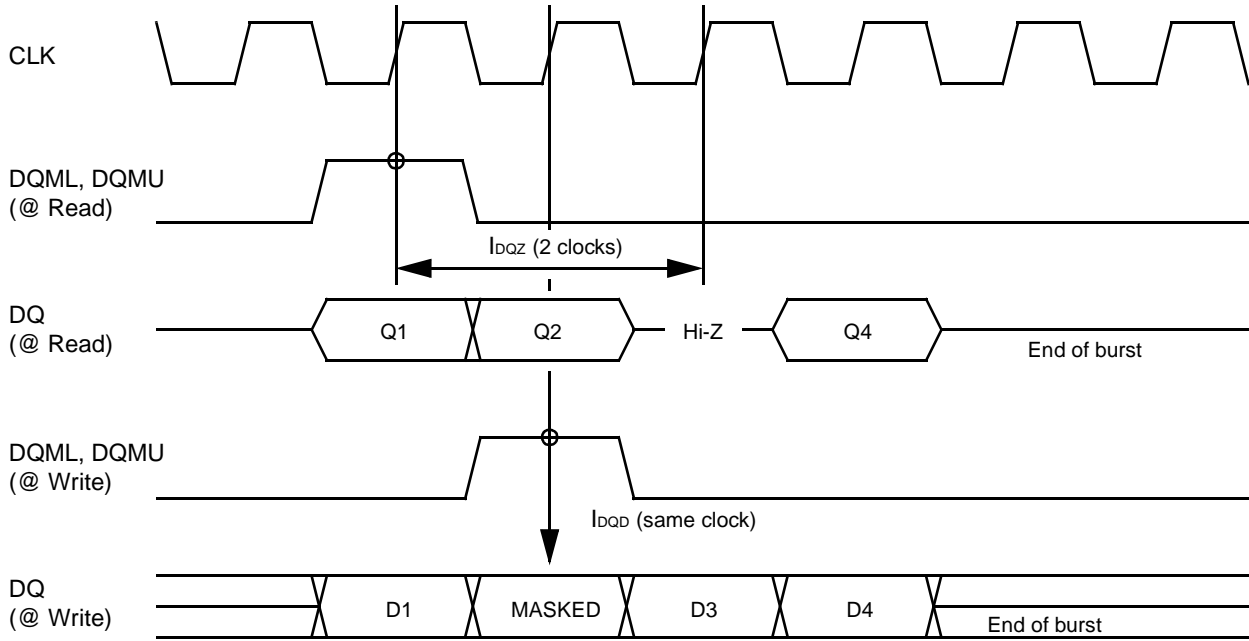 CLK
DQML, DQMU
(@ Read)
IDQZ (2 clocks)
DQ
(@ Read)
Q1
Q2
Hi-Z
Q4
End of burst
DQML, DQMU
(@ Write)
IDQD (same clock)
DQ
(@ Write)
D1
MASKED
D3
D4
End of burst